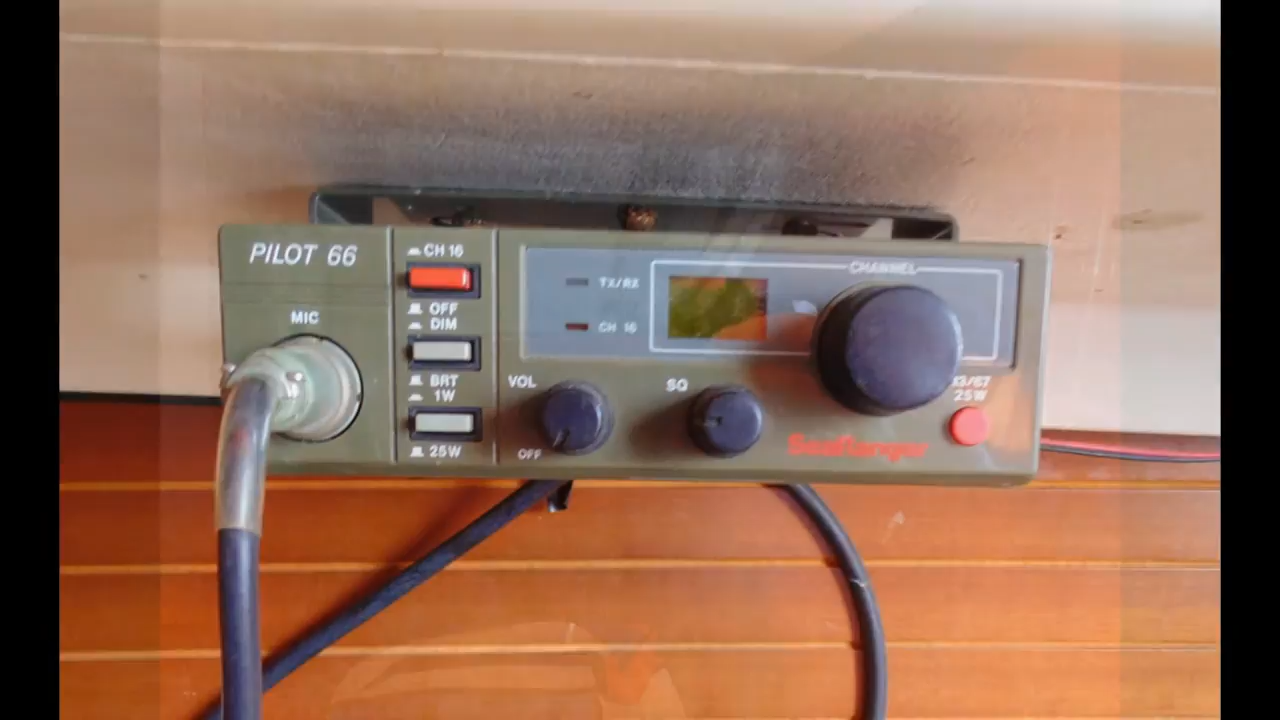 PILOT 66
MIC
CH 16
OFF
DIM
BRT
1W
25W
TX/RX
CH 16
CHANNEL
VOL
OFF
SQ
25W
SeaRanger